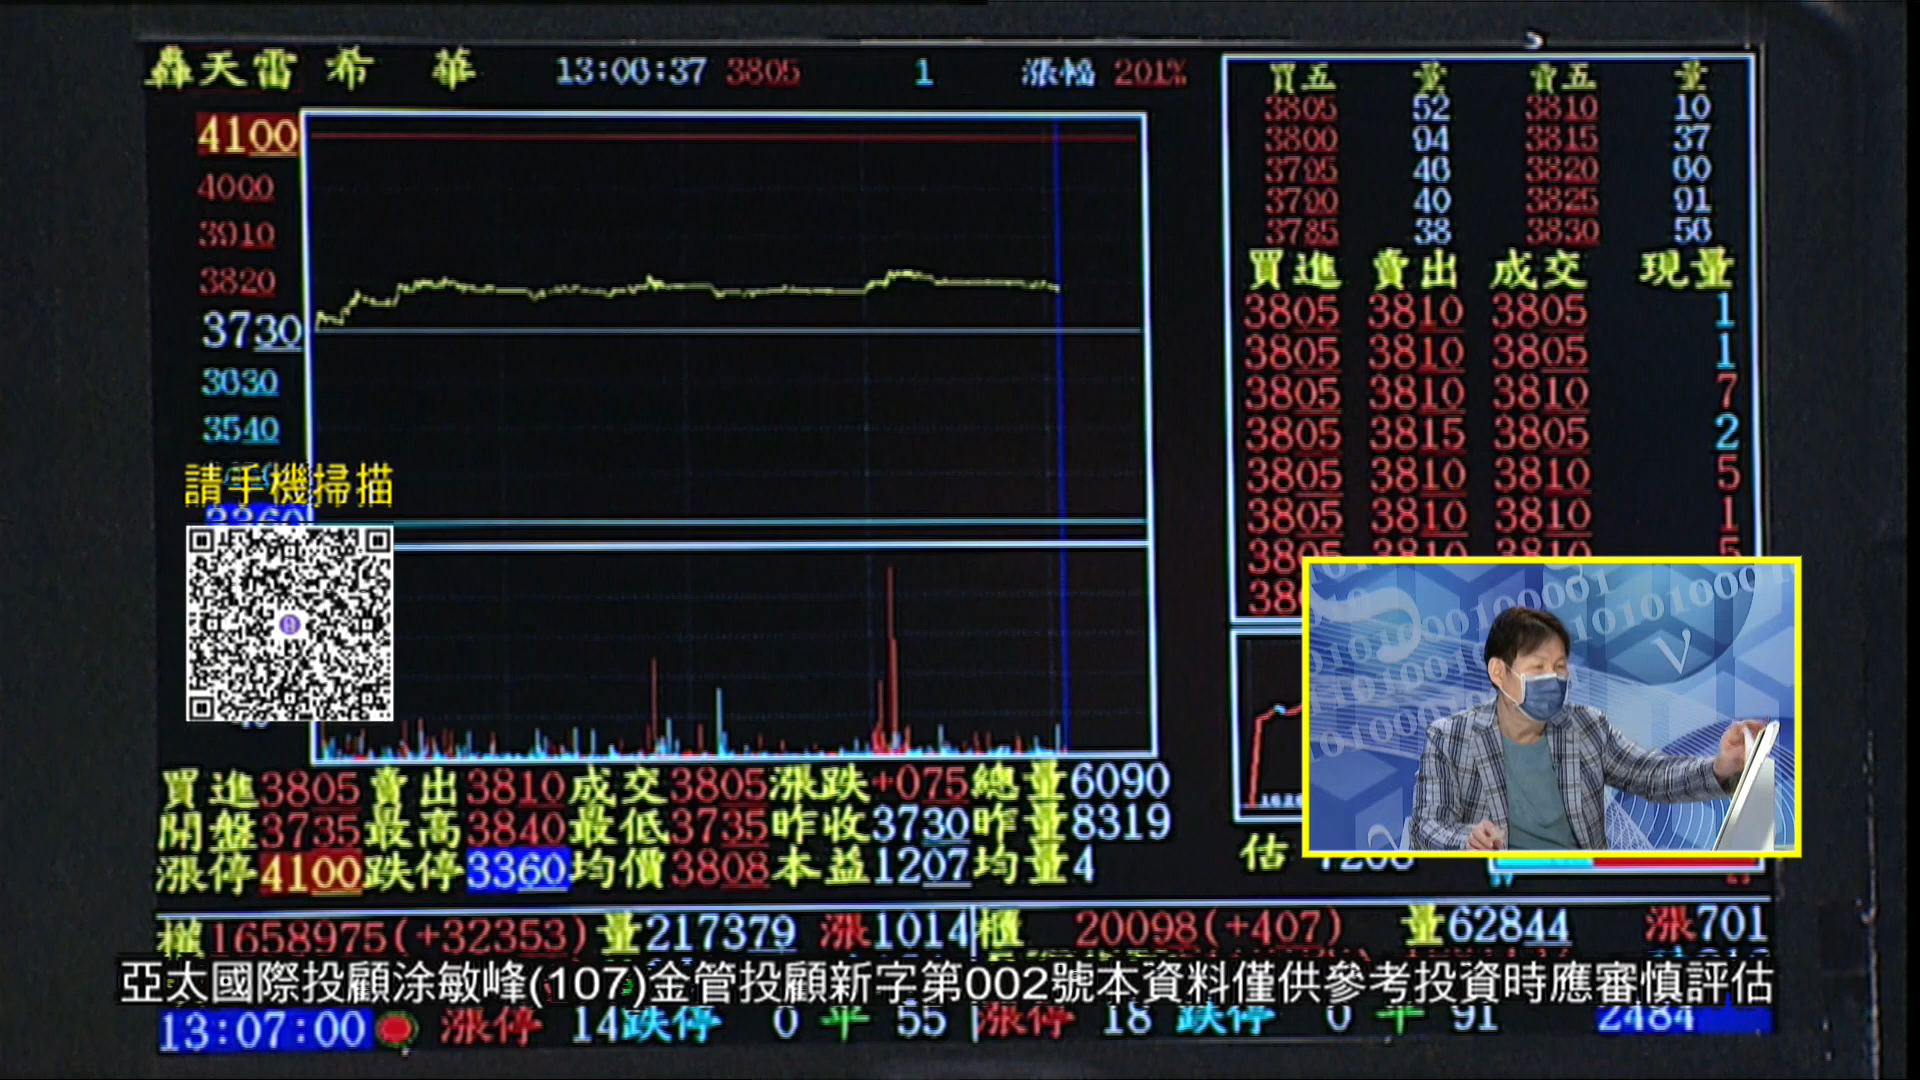 轟天雷 希 華 13:06:37 3805 1 漲幅 201%
買五 量 賣五 量
3805 52 3810 10
3800 94 3815 37
3795 46 3820 60
3790 40 3825 91
3785 38 3830 56
買進 賣出 成交 現量
3805 3810 3805 1
3805 3810 3805 1
3805 3810 3810 7
3805 3815 3805 2
3805 3810 3810 5
3805 3810 3810 1
3805 3810 3810 5
4100
4000
3910
3820
3730
3630
3540
請手機掃描
3360
買進3805賣出3810成交3805漲跌+075總量6090
開盤3735最高3840最低3735昨收3730昨量8319
漲停4100跌停3360均價3808本益1207均量4
估
權1658975(+32353)量217379 漲1014櫃 20098(+407) 量62844 漲701
亞太國際投顧涂敏峰(107)金管投顧新字第002號本資料僅供參考投資時應審慎評估
13:07:00 漲停 14跌停 0 平 55 漲停 18 跌停 0 平 91 2484